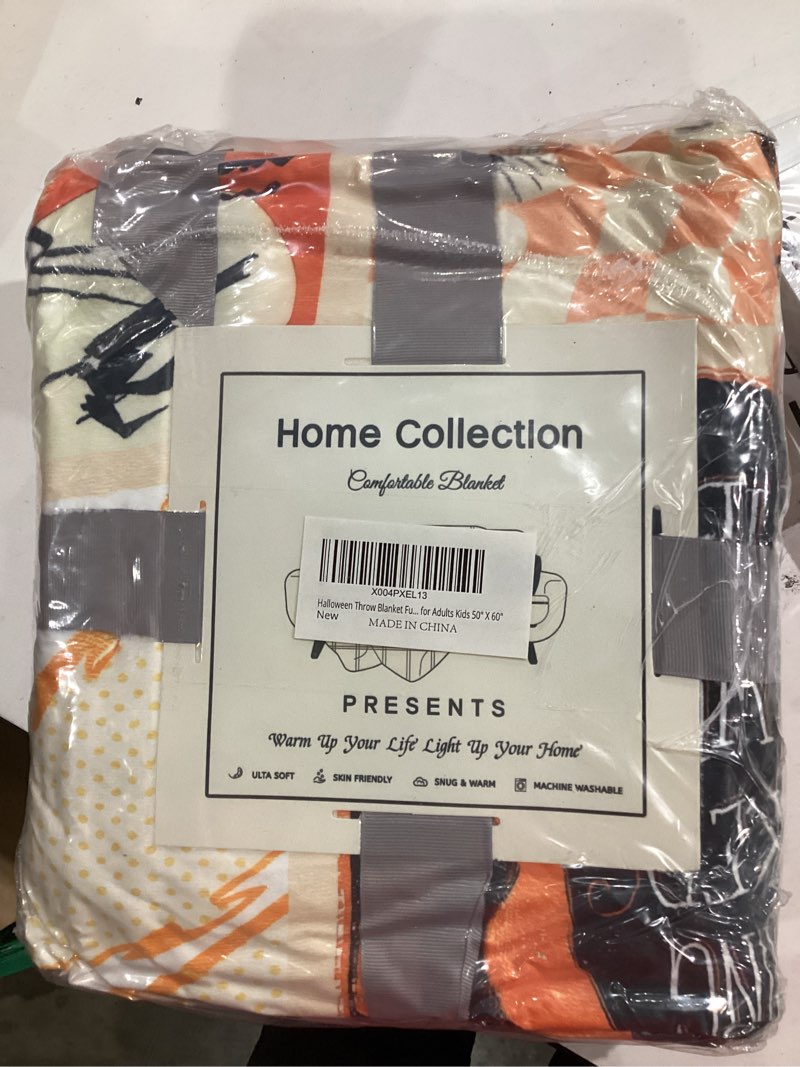 Home Collection
Comfortable Blanket
X004PXEL13
Halloween Throw Blanket Fu... for Adults Kids 50" X 60"
New
MADE IN CHINA
PRESENTS
Warm Up Your Life Light Up Your Home
ULTA SOFT SKIN FRIENDLY SNUG & WARM MACHINE WASHABLE